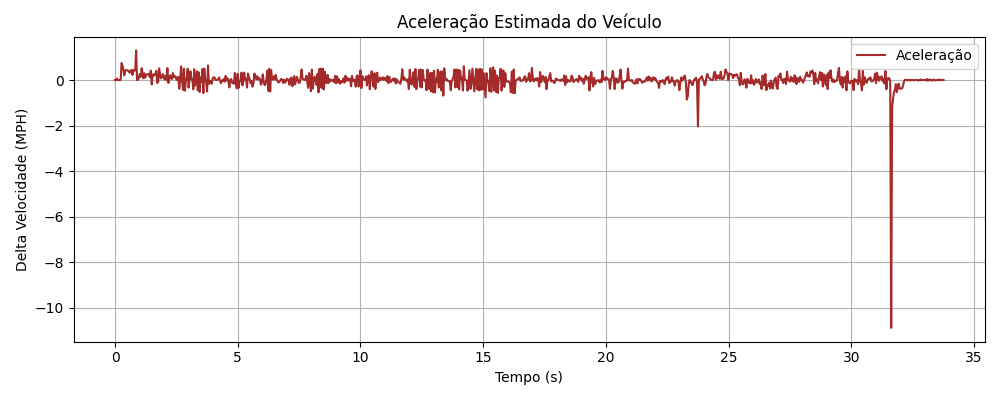 Aceleração Estimada do Veículo
Aceleração
Delta Velocidade (MPH)
0
−2
−4
−6
−8
−10
0 5 10 15 20 25 30 35
Tempo (s)